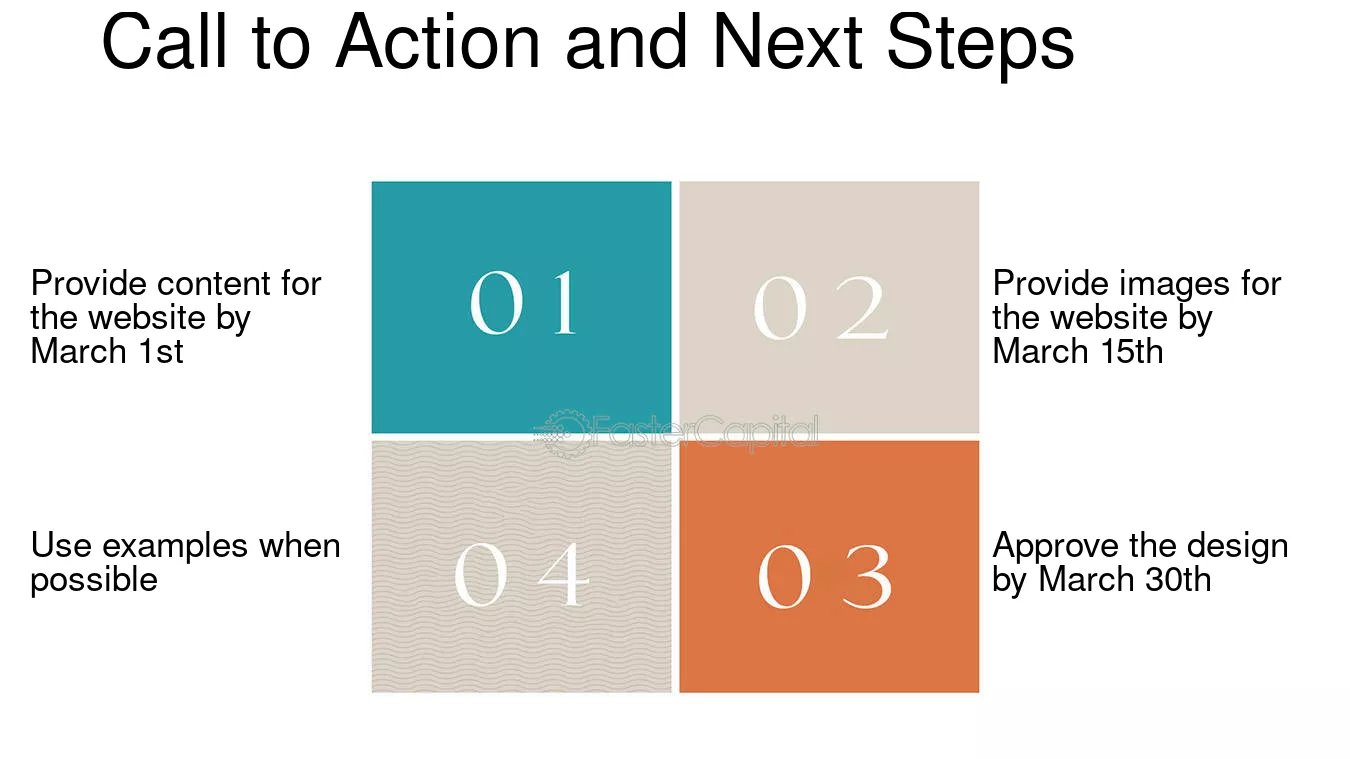 Call to Action and Next Steps
01
Provide content for
the website by
March 1st
02
Provide images for
the website by
March 15th
03
Approve the design
by March 30th
04
Use examples when
possible
FasterCapital